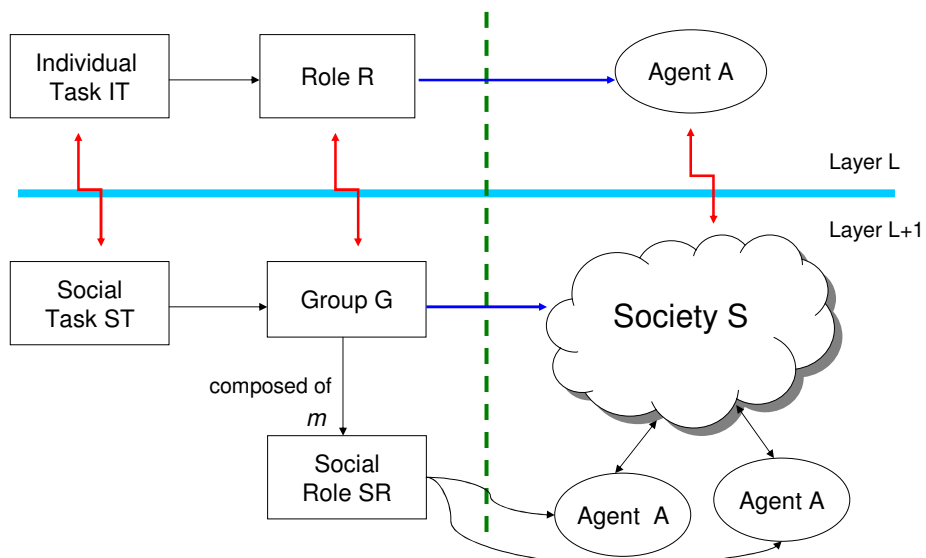 Individual
Task IT
Role R
Agent A
Layer L
Layer L+1
Social
Task ST
Group G
Society S
composed of
m
Social
Role SR
Agent A
Agent A